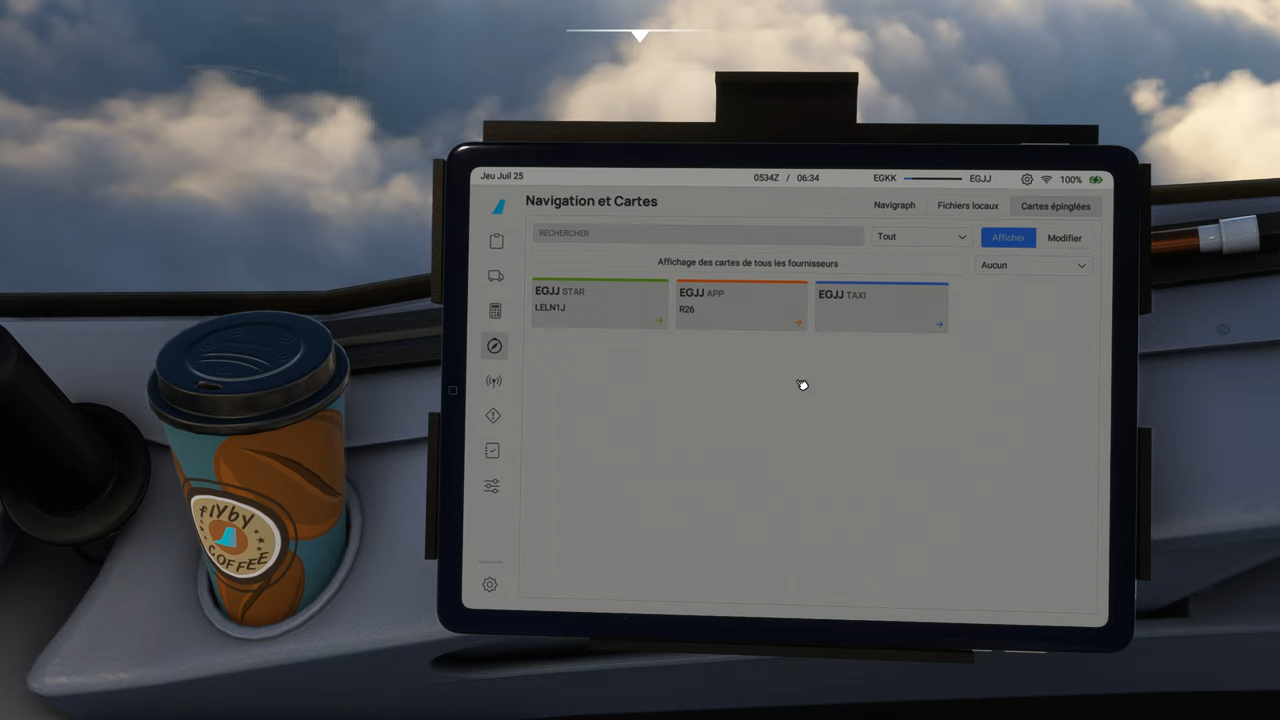 Jeu Juil 25
0534Z / 06:34
EGKK
EGJJ
100%
Navigation et Cartes
Navigraph
Fichiers locaux
Cartes épinglées
RECHERCHER
Tout
Afficher
Modifier
Affichage des cartes de tous les fournisseurs
Aucun
EGJJ STAR
LELN1J
EGJJ APP
R26
EGJJ TAXI
flyby
COFFEE